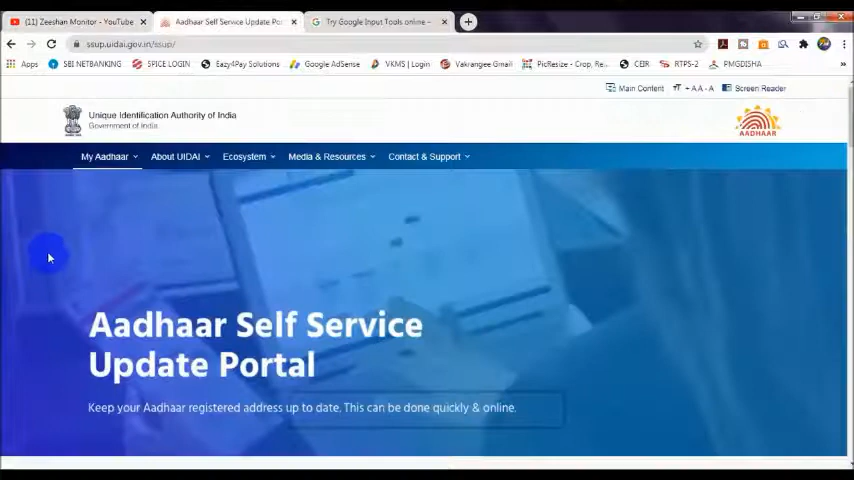 (11) Zeeshan Monitor - YouTube
Aadhaar Self Service Update Po
Try Google Input Tools online –
ssup.uidai.gov.in/ssup/
Apps SBI NETBANKING SPICE LOGIN Eazy4Pay Solutions Google AdSense VKMS | Login Vakrangee Gmail PicResize - Crop, Re... CEIR RTPS-2 PMGDISHA
Main Content TT + A A - A Screen Reader
Unique Identification Authority of India
Government of India
AADHAAR
My Aadhaar About UIDAI Ecosystem Media & Resources Contact & Support
Aadhaar Self Service
Update Portal
Keep your Aadhaar registered address up to date. This can be done quickly & online.